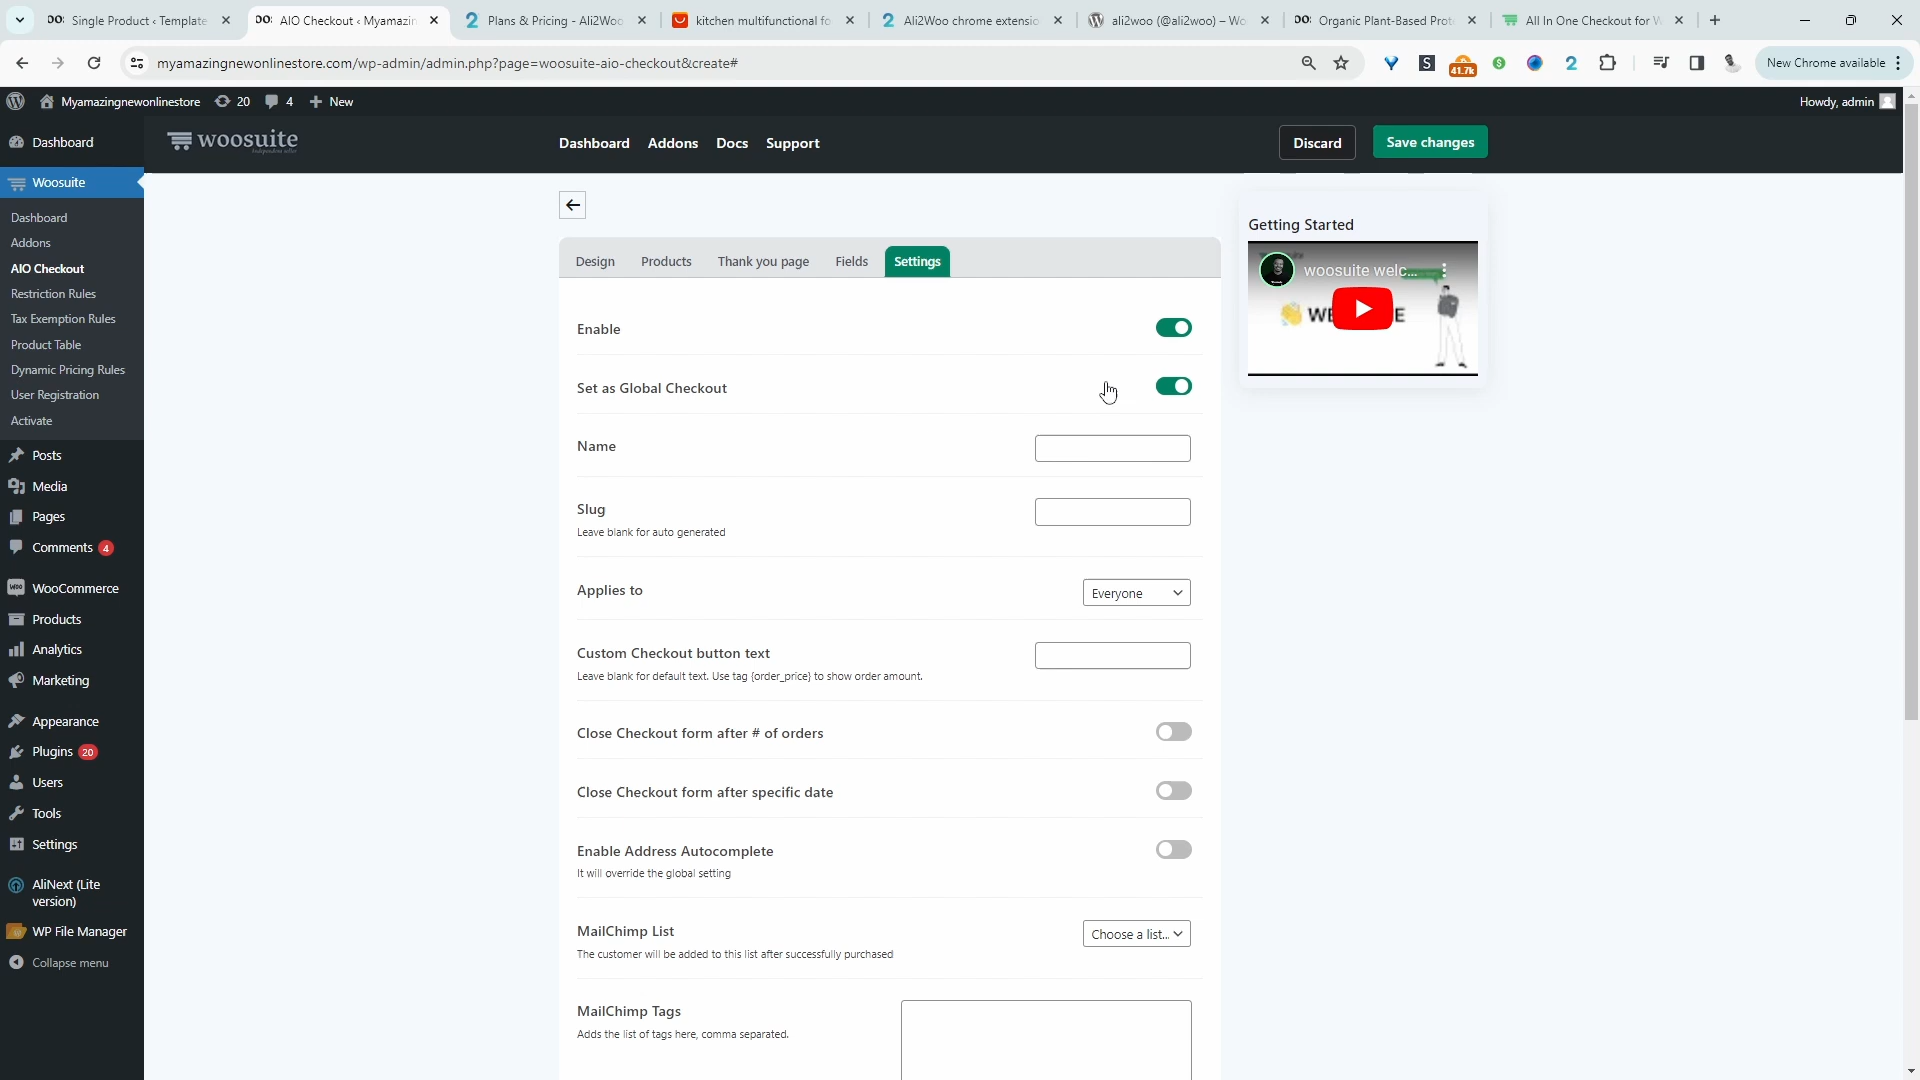 Single Product ‹ Template
AIO Checkout ‹ Myamazin
Plans & Pricing - Ali2Woo
kitchen multifunctional fo
Ali2Woo chrome extensio
ali2woo (@ali2woo) – Wo
Organic Plant-Based Prot
All In One Checkout for W
myamazingnewonlinestore.com/wp-admin/admin.php?page=woosuite-aio-checkout&create#
41.7k
New Chrome available
Myamazingnewonlinestore
20
4
New
Howdy, admin
Dashboard
woosuite
Dashboard
Addons
Docs
Support
Discard
Save changes
Woosuite
Dashboard
Addons
AIO Checkout
Restriction Rules
Tax Exemption Rules
Product Table
Dynamic Pricing Rules
User Registration
Activate
Posts
Media
Pages
Comments 4
WooCommerce
Products
Analytics
Marketing
Appearance
Plugins 20
Users
Tools
Settings
AliNext (Lite
version)
WP File Manager
Collapse menu
Design
Products
Thank you page
Fields
Settings
Enable
Set as Global Checkout
Name
Slug
Leave blank for auto generated
Applies to
Everyone
Custom Checkout button text
Leave blank for default text. Use tag {order_price} to show order amount.
Close Checkout form after # of orders
Close Checkout form after specific date
Enable Address Autocomplete
It will override the global setting
MailChimp List
Choose a list...
The customer will be added to this list after successfully purchased
MailChimp Tags
Adds the list of tags here, comma separated.
Getting Started
woosuite welc...